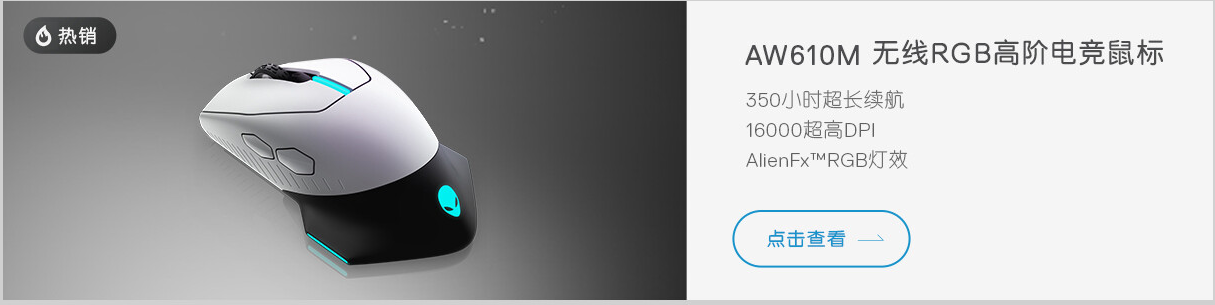 热销
AW610M 无线RGB高阶电竞鼠标
350小时超长续航
16000超高DPI
AlienFx™RGB灯效
点击查看